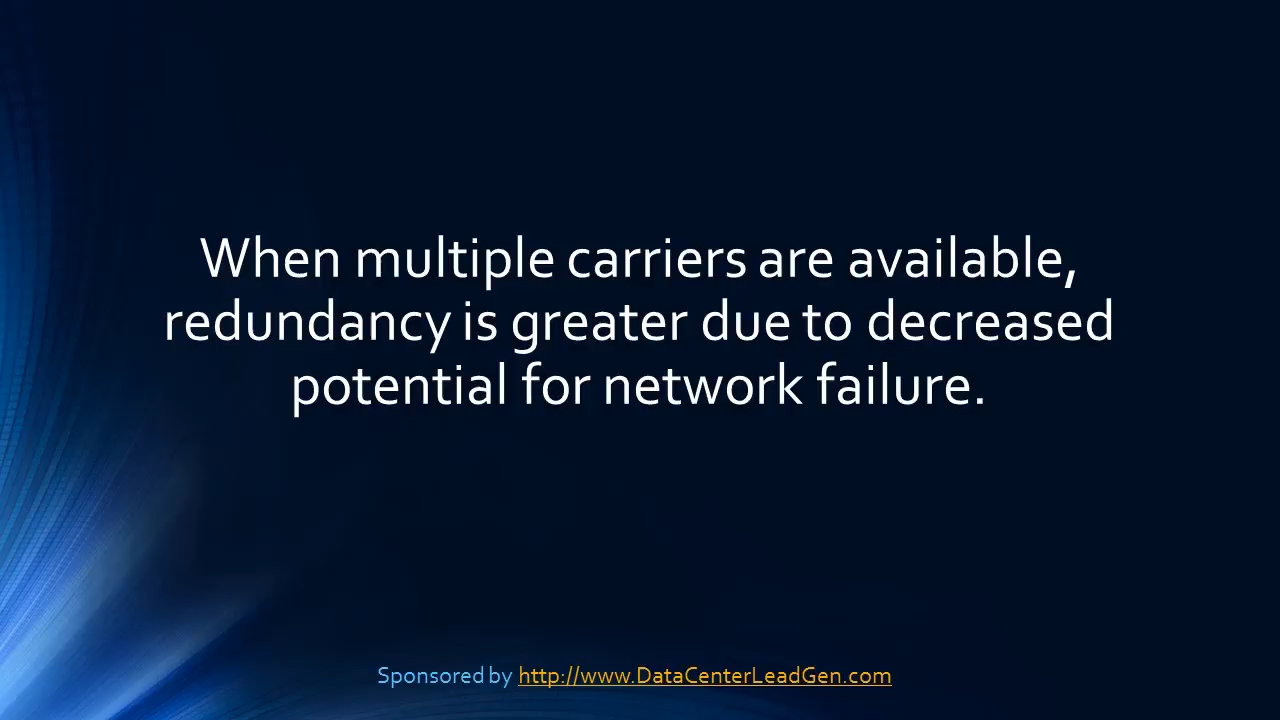 When multiple carriers are available,
redundancy is greater due to decreased
potential for network failure.
Sponsored by http://www.DataCenterLeadGen.com